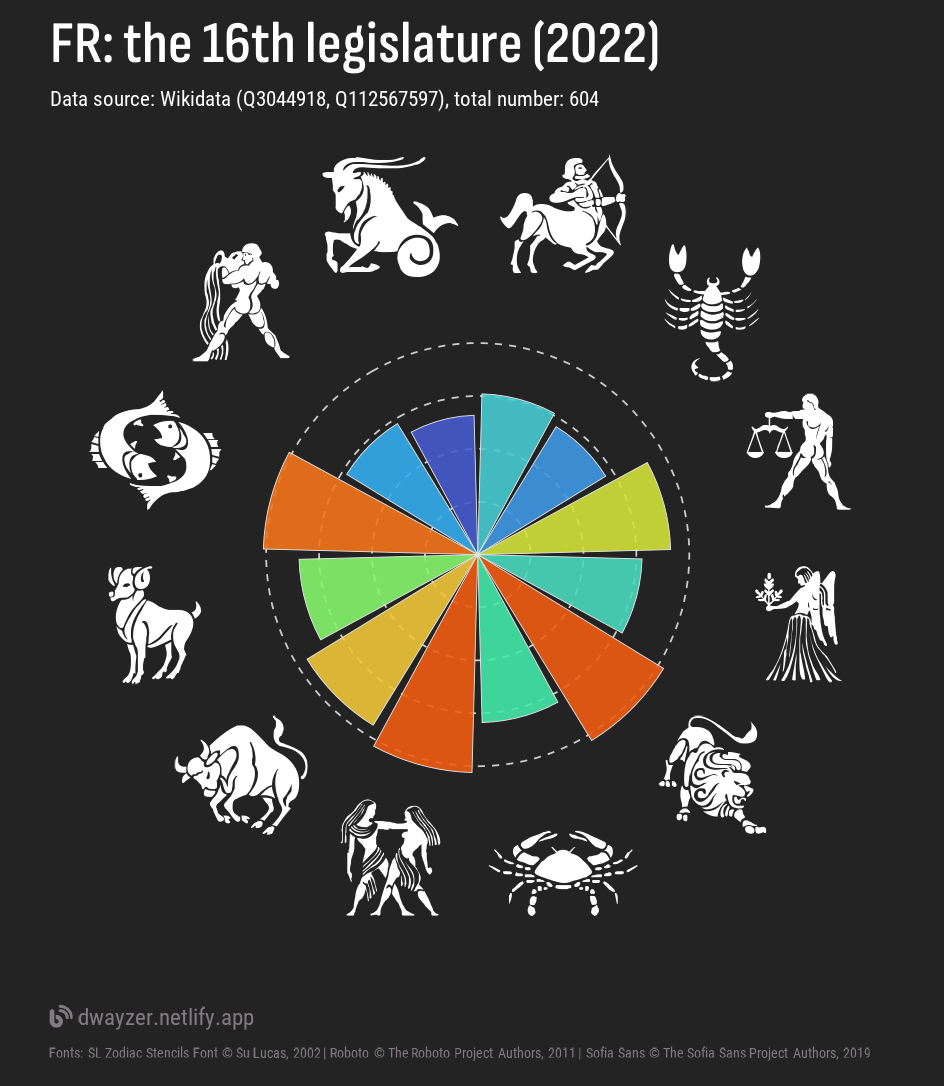 FR: the 16th legislature (2022)
Data source: Wikidata (Q3044918, Q112567597), total number: 604
dwayzer.netlify.app
Fonts: SL Zodiac Stencils Font © Su Lucas, 2002 | Roboto © The Roboto Project Authors, 2011 | Sofia Sans © The Sofia Sans Project Authors, 2019